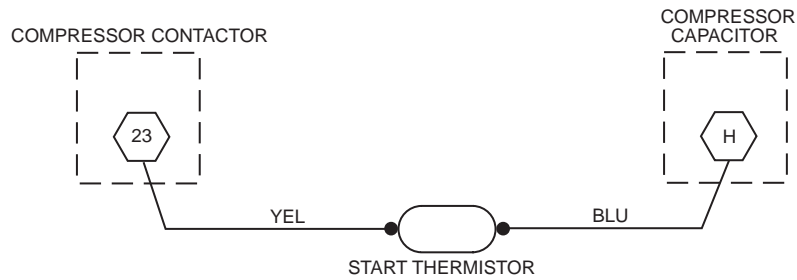 COMPRESSOR CONTACTOR
COMPRESSOR
CAPACITOR
23
H
YEL
BLU
START THERMISTOR